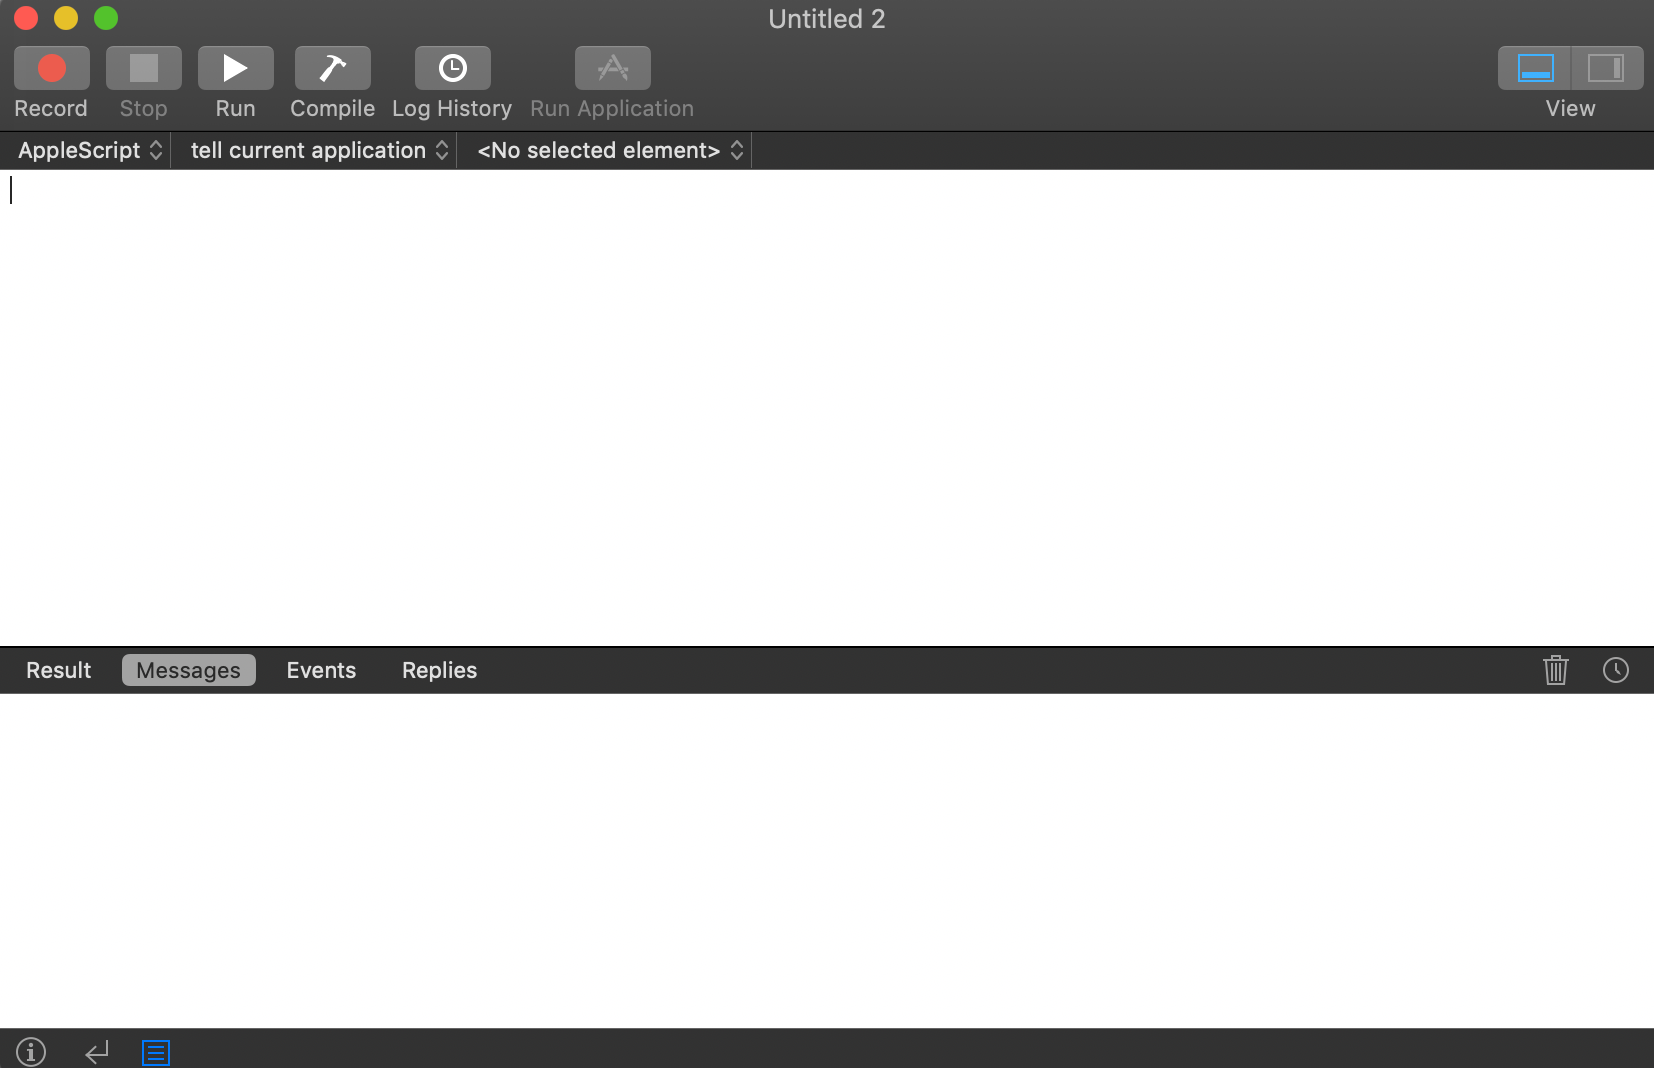 Untitled 2
Record Stop Run Compile Log History Run Application View
AppleScript tell current application <No selected element>
Result Messages Events Replies